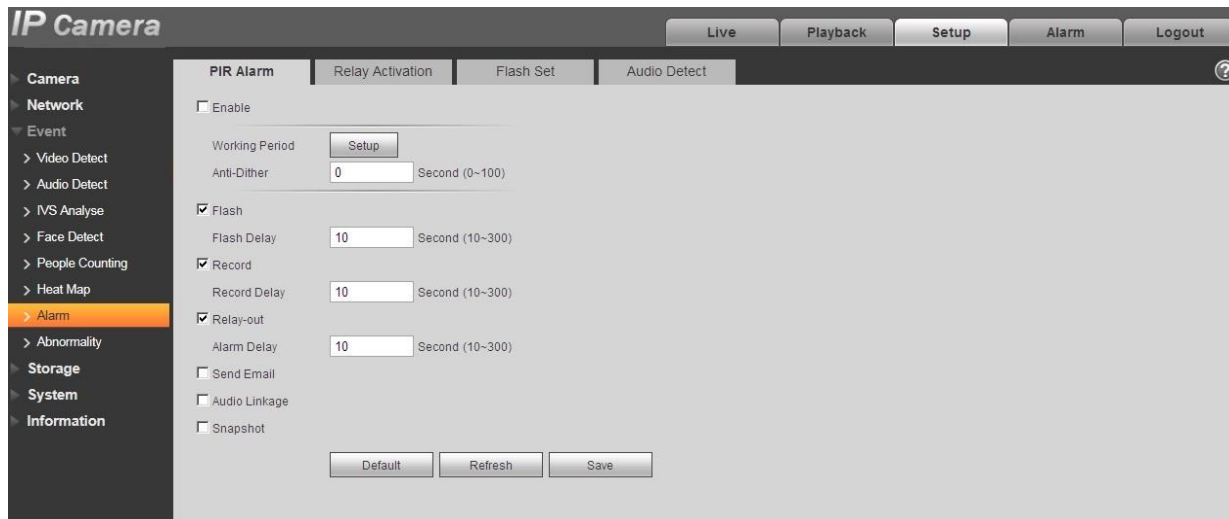 IP Camera
Live Playback Setup Alarm Logout
Camera
Network
Event
Video Detect
Audio Detect
IVS Analyse
Face Detect
People Counting
Heat Map
Alarm
Abnormality
Storage
System
Information
PIR Alarm Relay Activation Flash Set Audio Detect ?
Enable
Working Period Setup
Anti-Dither 0 Second (0~100)
Flash
Flash Delay 10 Second (10~300)
Record
Record Delay 10 Second (10~300)
Relay-out
Alarm Delay 10 Second (10~300)
Send Email
Audio Linkage
Snapshot
Default Refresh Save